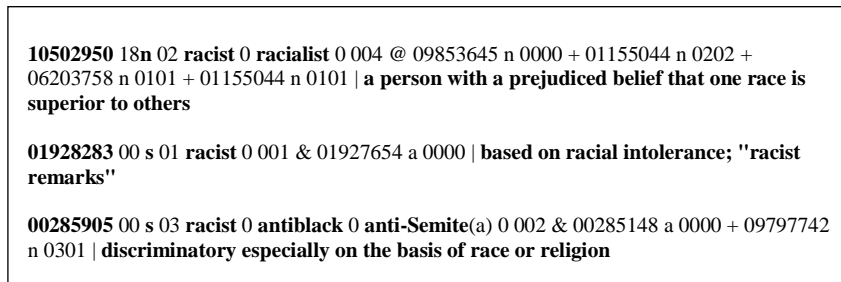 10502950 18n 02 racist 0 racialist 0 004 @ 09853645 n 0000 + 01155044 n 0202 +
06203758 n 0101 + 01155044 n 0101 | a person with a prejudiced belief that one race is
superior to others
01928283 00 s 01 racist 0 001 & 01927654 a 0000 | based on racial intolerance; "racist
remarks"
00285905 00 s 03 racist 0 antiblack 0 anti-Semite(a) 0 002 & 00285148 a 0000 + 09797742
n 0301 | discriminatory especially on the basis of race or religion